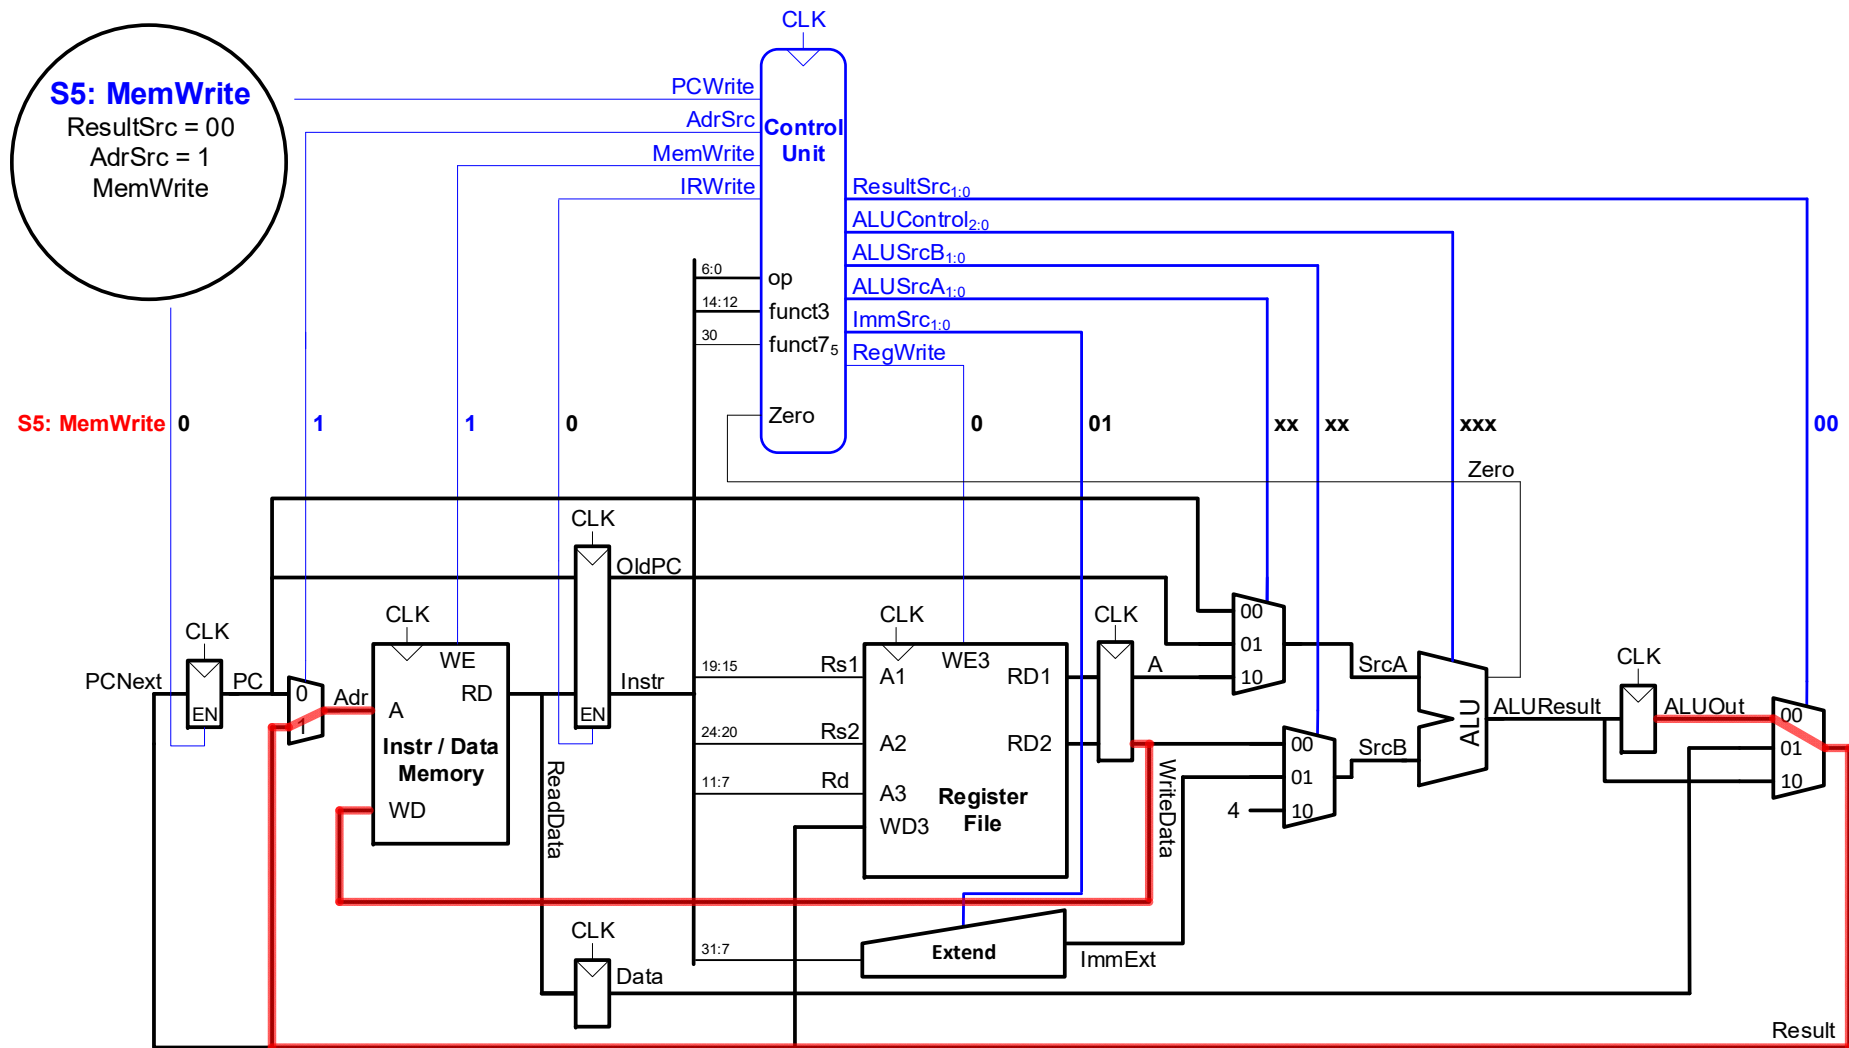 CLK
S5: MemWrite
ResultSrc = 00
AdrSrc = 1
MemWrite
PCWrite
AdrSrc
MemWrite
IRWrite
Control
Unit
ResultSrc1:0
ALUControl2:0
ALUSrcB1:0
ALUSrcA1:0
ImmSrc1:0
RegWrite
6:0
op
14:12
funct3
30
funct75
Zero
S5: MemWrite 0 1 1 0 0 01 xx xx xxx 00
Zero
CLK
OldPC
CLK
CLK
CLK
CLK
CLK
PCNext
EN
PC
0
1
Adr
WE
A
RD
Instr / Data
Memory
WD
EN
Instr
ReadData
19:15
Rs1
24:20
Rs2
11:7
Rd
A1
A2
A3
WD3
WE3
RD1
RD2
Register
File
A
WriteData
00
01
10
00
01
10
4
SrcA
SrcB
ALU
ALUResult
ALUOut
00
01
10
CLK
Data
31:7
Extend
ImmExt
Result